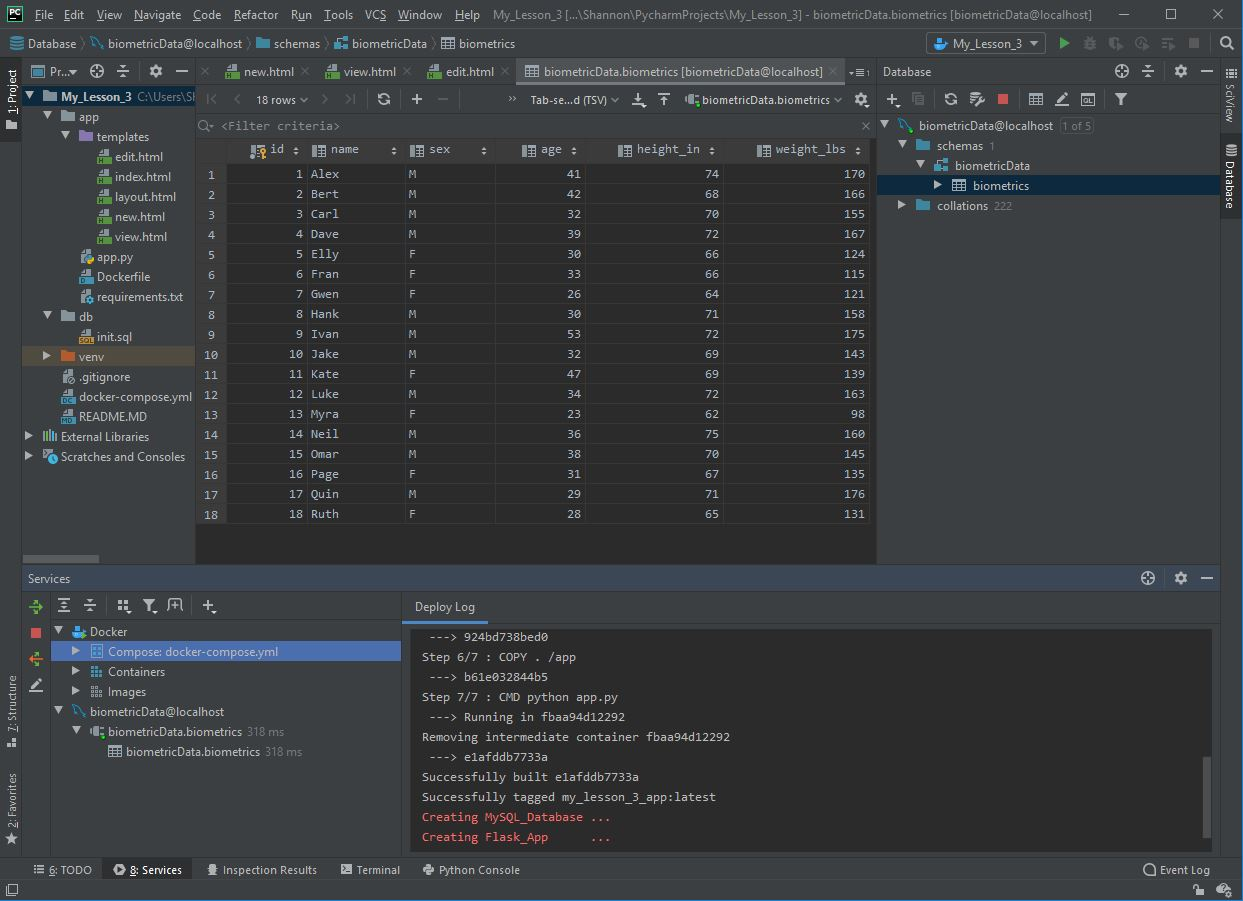 PC File Edit View Navigate Code Refactor Run Tools VCS Window Help My_Lesson_3 [...\Shannon\PycharmProjects\My_Lesson_3] - biometricData.biometrics [biometricData@localhost]
Database biometricData@localhost schemas biometricData biometrics My_Lesson_3
1: Project
Pr...
new.html view.html edit.html biometricData.biometrics [biometricData@localhost] 1
Database
My_Lesson_3 C:\Users\Sh
app
templates
edit.html
index.html
layout.html
new.html
view.html
app.py
Dockerfile
requirements.txt
db
init.sql
venv
.gitignore
docker-compose.yml
README.MD
External Libraries
Scratches and Consoles
18 rows Tab-se...d (TSV) biometricData.biometrics
<Filter criteria>
id name sex age height_in weight_lbs
1 1 Alex M 41 74 170
2 2 Bert M 42 68 166
3 3 Carl M 32 70 155
4 4 Dave M 39 72 167
5 5 Elly F 30 66 124
6 6 Fran F 33 66 115
7 7 Gwen F 26 64 121
8 8 Hank M 30 71 158
9 9 Ivan M 53 72 175
10 10 Jake M 32 69 143
11 11 Kate F 47 69 139
12 12 Luke M 34 72 163
13 13 Myra F 23 62 98
14 14 Neil M 36 75 160
15 15 Omar M 38 70 145
16 16 Page F 31 67 135
17 17 Quin M 29 71 176
18 18 Ruth F 28 65 131
QL
biometricData@localhost 1 of 5
schemas 1
biometricData
biometrics
collations 222
SciView
Database
Services
Docker
Compose: docker-compose.yml
Containers
Images
biometricData@localhost
biometricData.biometrics 318 ms
biometricData.biometrics 318 ms
Deploy Log
---> 924bd738bed0
Step 6/7 : COPY . /app
---> b61e032844b5
Step 7/7 : CMD python app.py
---> Running in fbaa94d12292
Removing intermediate container fbaa94d12292
---> e1afddb7733a
Successfully built e1afddb7733a
Successfully tagged my_lesson_3_app:latest
Creating MySQL_Database ...
Creating Flask_App ...
7: Structure
2: Favorites
6: TODO 8: Services Inspection Results Terminal Python Console Event Log